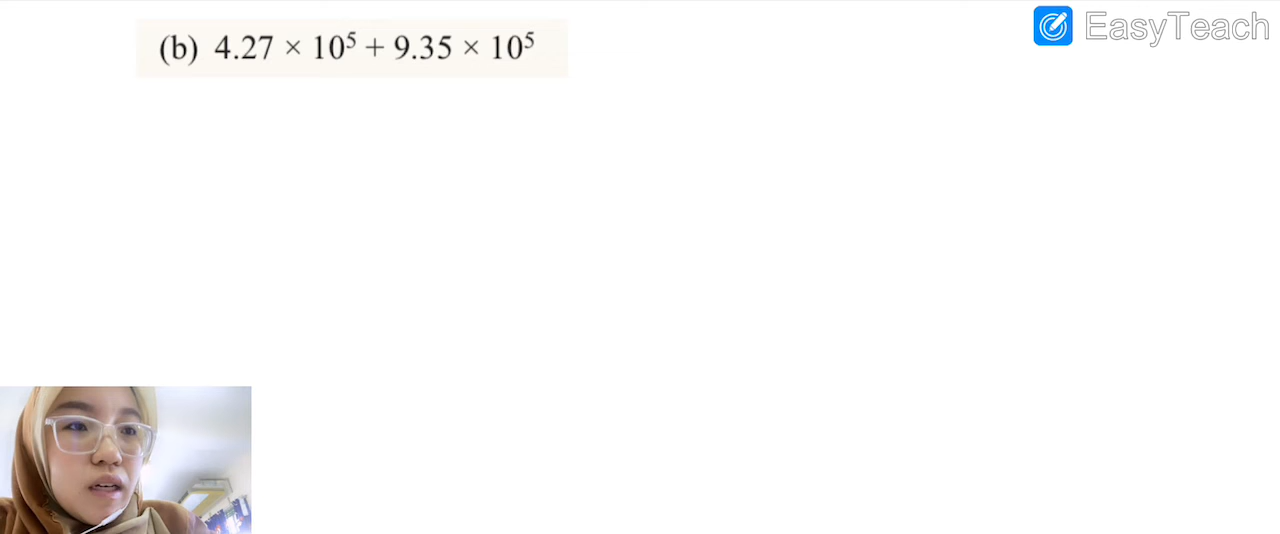 (b) 4.27 × 10⁵ + 9.35 × 10⁵
EasyTeach